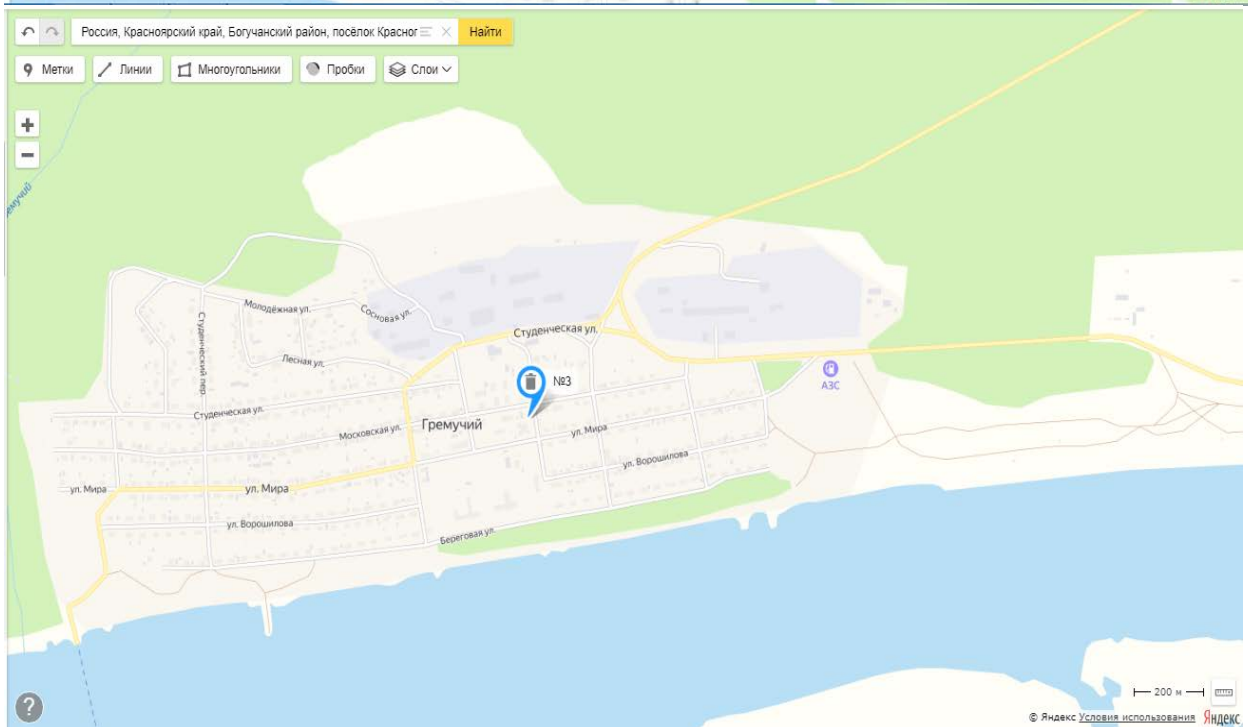 Россия, Красноярский край, Богучанский район, посёлок Красног
Найти
Метки
Линии
Многоугольники
Пробки
Слои
Молодёжная ул.
Сосновая ул.
Студенческая ул.
Студенческий пер.
Лесная ул.
№3
АЗС
Студенческая ул.
Московская ул.
Гремучий
ул. Мира
ул. Ворошилова
ул. Мира
ул. Мира
ул. Ворошилова
Береговая ул.
?
200 м
© Яндекс Условия использования Яндекс